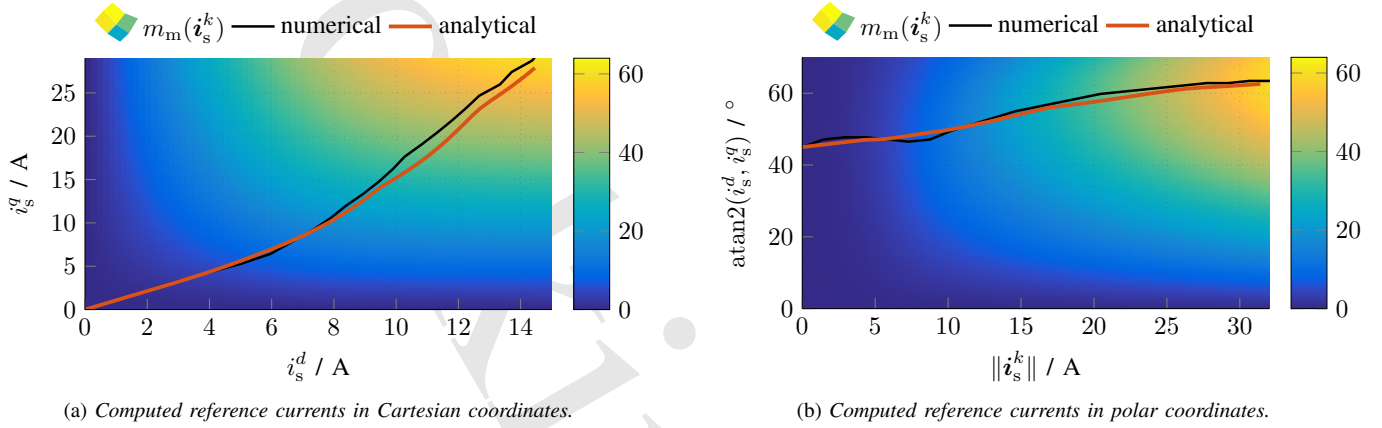 m_m(i_s^k) numerical analytical
25
20
15
10
5
0
0 2 4 6 8 10 12 14
i_s^q / A
i_s^d / A
60
40
20
0
(a) Computed reference currents in Cartesian coordinates.
m_m(i_s^k) numerical analytical
60
40
20
0
0 5 10 15 20 25 30
atan2(i_s^d, i_s^q) / °
‖i_s^k‖ / A
60
40
20
0
(b) Computed reference currents in polar coordinates.